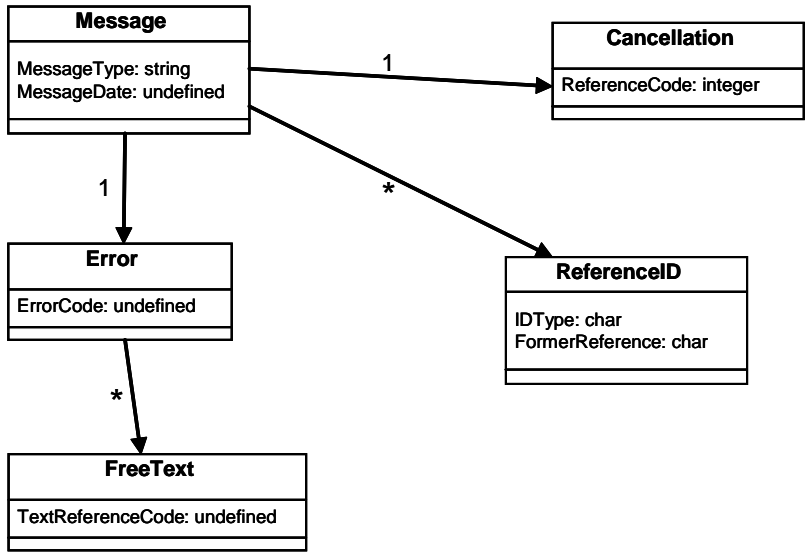 Message
MessageType: string
MessageDate: undefined
Cancellation
ReferenceCode: integer
1
*
1
Error
ErrorCode: undefined
ReferenceID
IDType: char
FormerReference: char
*
FreeText
TextReferenceCode: undefined